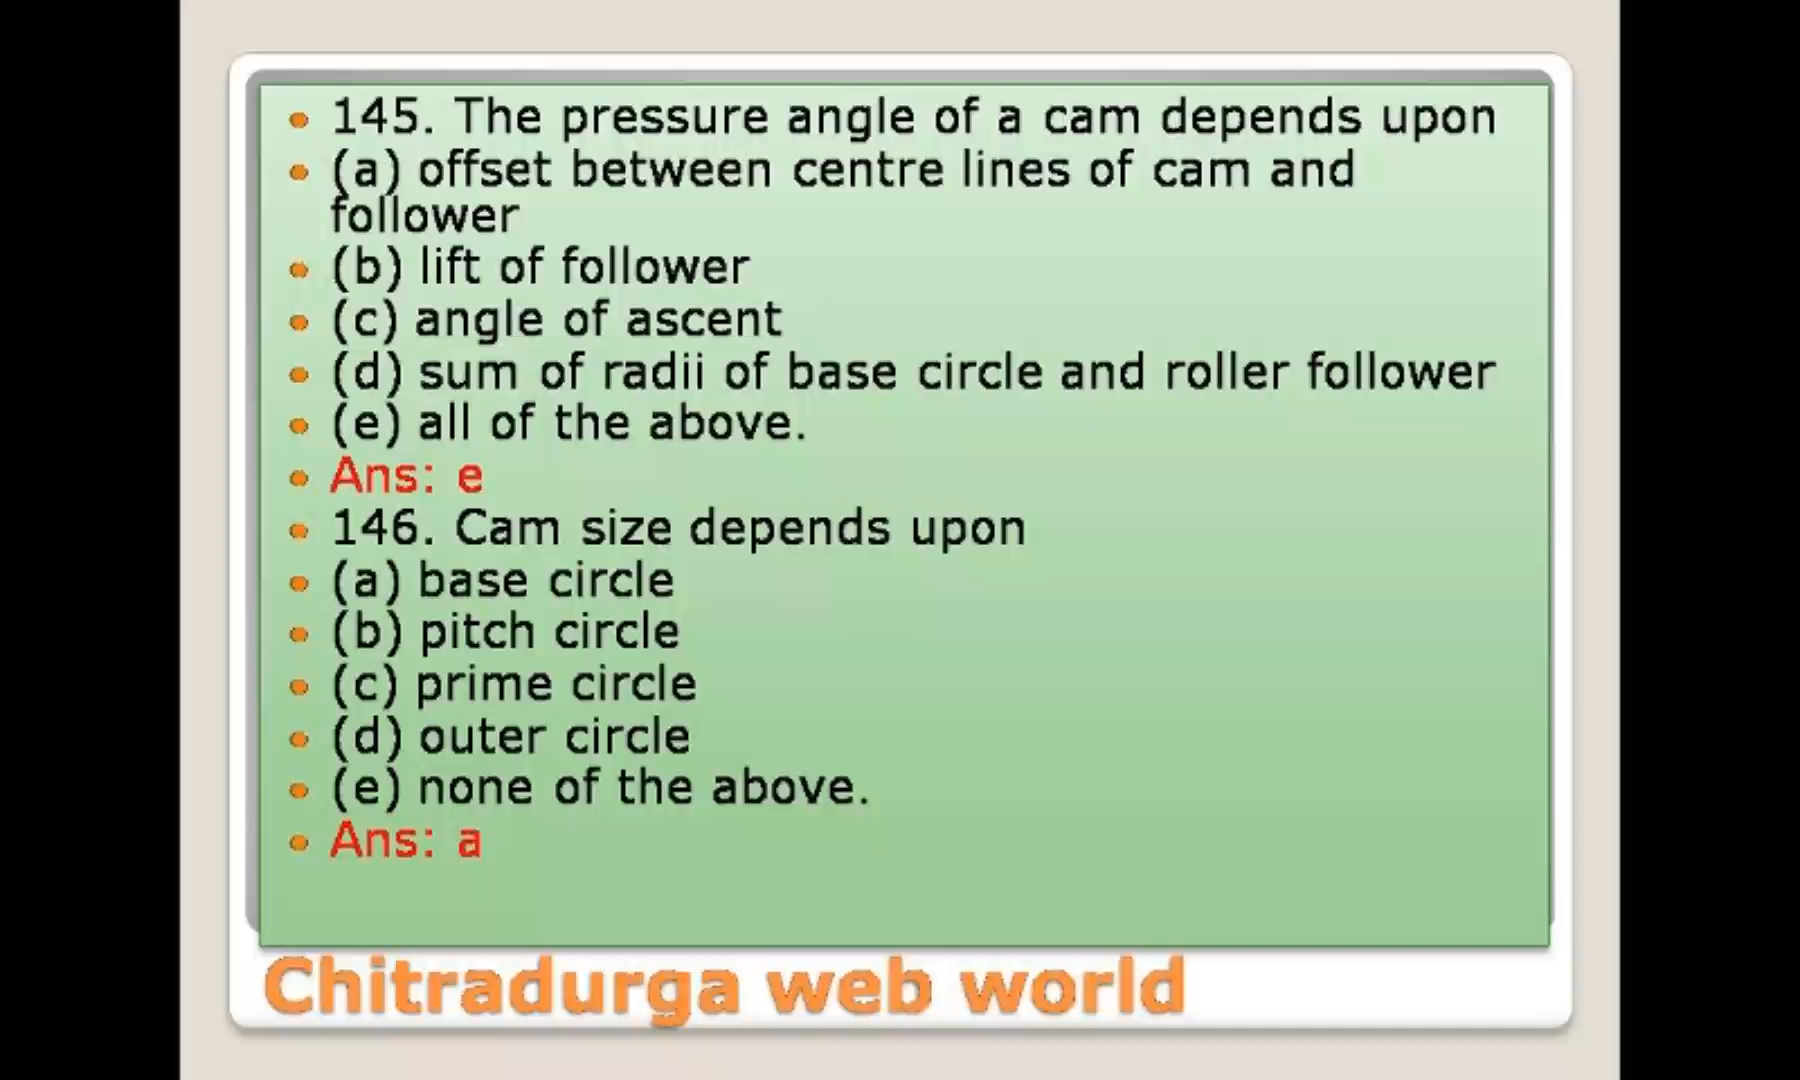 145. The pressure angle of a cam depends upon
(a) offset between centre lines of cam and
follower
(b) lift of follower
(c) angle of ascent
(d) sum of radii of base circle and roller follower
(e) all of the above.
Ans: e
146. Cam size depends upon
(a) base circle
(b) pitch circle
(c) prime circle
(d) outer circle
(e) none of the above.
Ans: a
Chitradurga web world